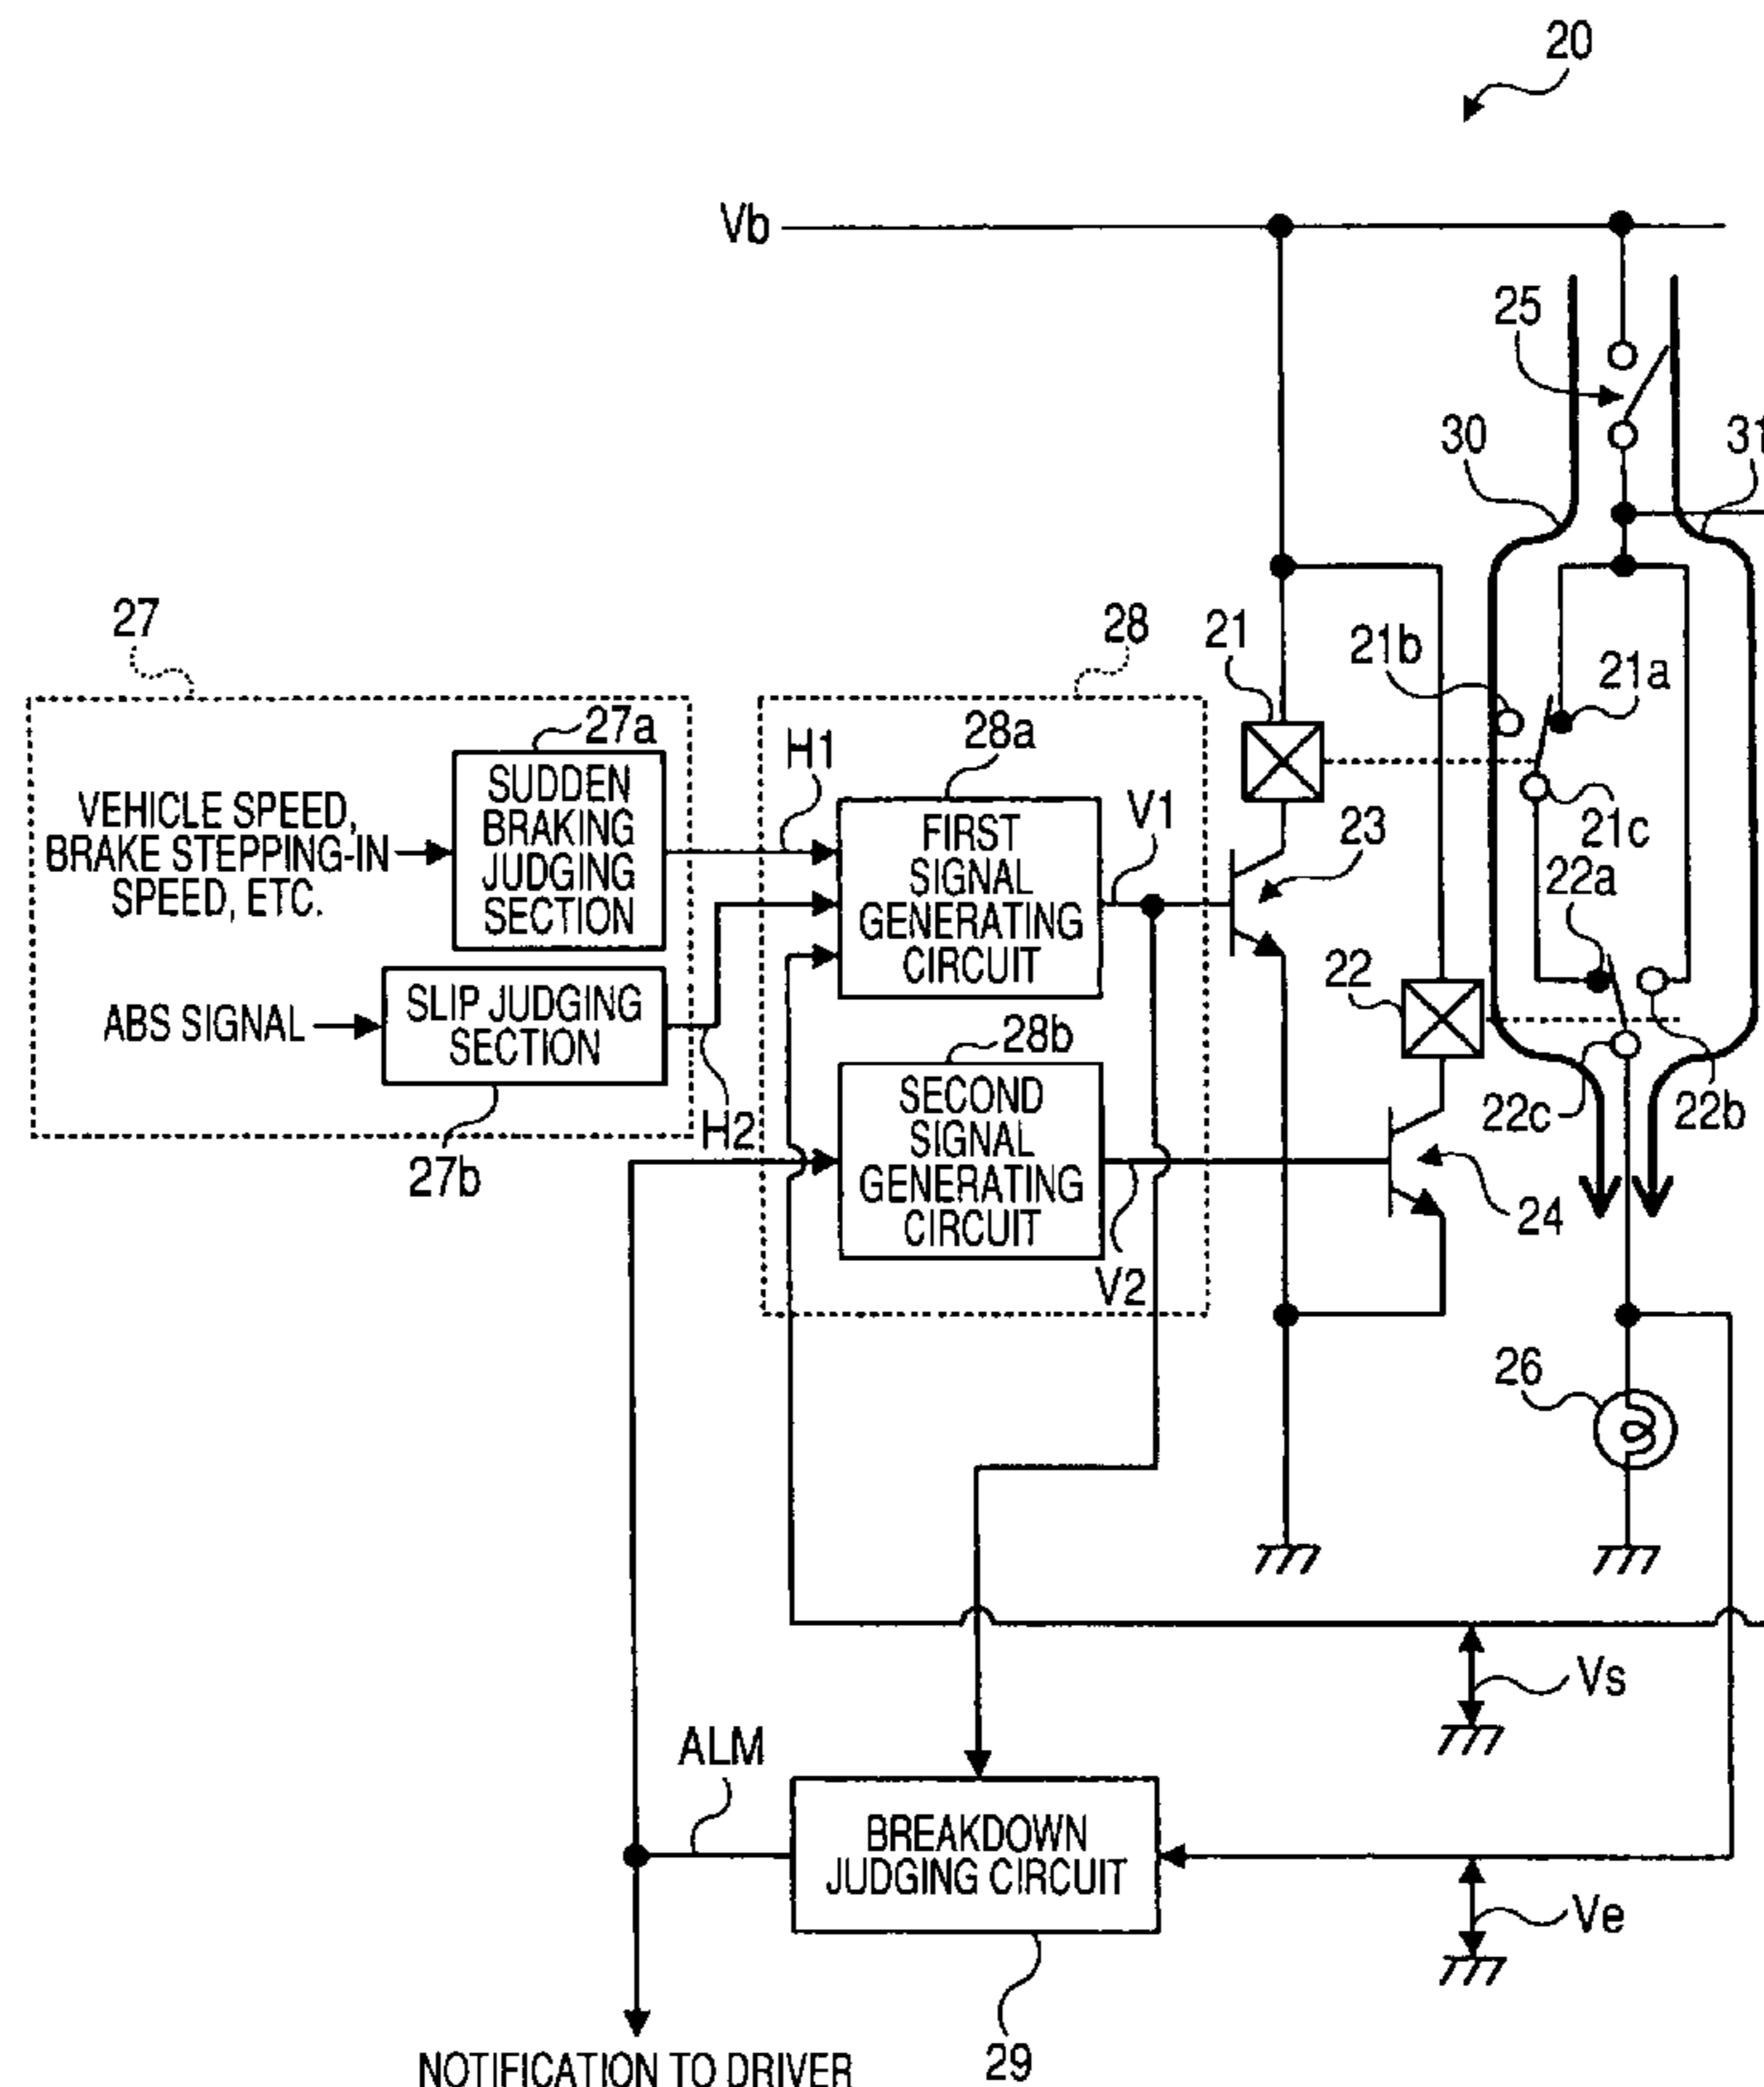 20
Vb
25
30
31
27
28
21
21b
21a
27a
H1
28a
V1
23
21c
22a
VEHICLE SPEED,
BRAKE STEPPING-IN
SPEED, ETC.
SUDDEN
BRAKING
JUDGING
SECTION
FIRST
SIGNAL
GENERATING
CIRCUIT
22
ABS SIGNAL
SLIP JUDGING
SECTION
28b
27b
H2
SECOND
SIGNAL
GENERATING
CIRCUIT
V2
22c
22b
24
26
Vs
ALM
BREAKDOWN
JUDGING CIRCUIT
Ve
29
NOTIFICATION TO DRIVER